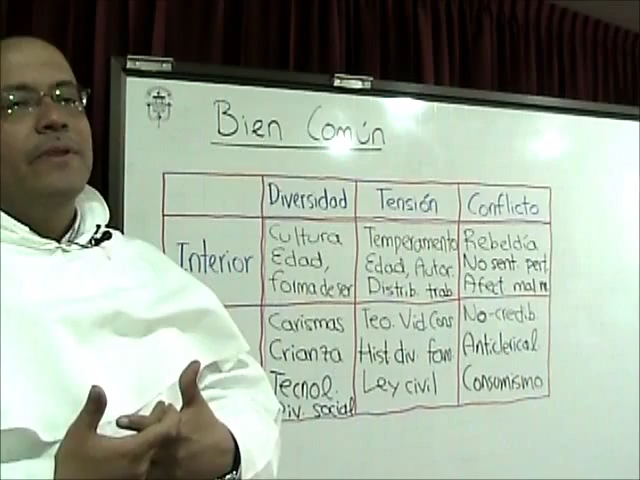 Bien Común
Diversidad Tensión Conflicto
Interior
Cultura Temperamento Rebeldía
Edad, Edad, Autor. No sent. pert.
forma de ser Distrib. trab. Afect mal
Carismas Teo. Vid Cons No-credib
Crianza Hist div. fam. Anticlerical
Tecnol. Ley civil Consumismo
Div. social